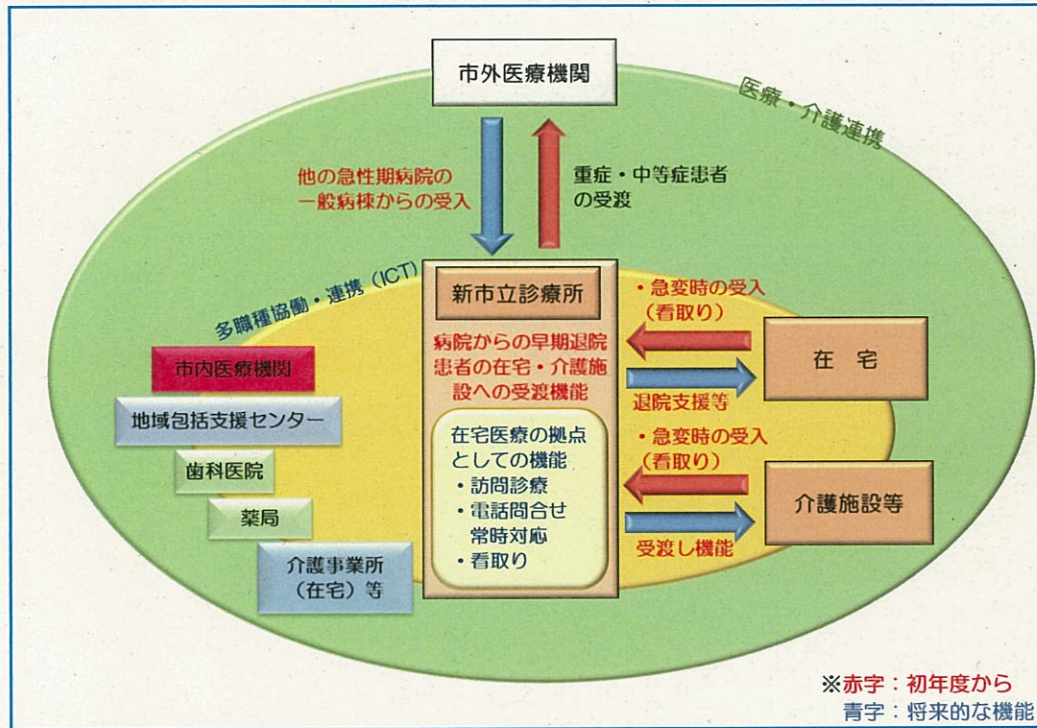 市外医療機関
医療・介護連携
他の急性期病院の
一般病棟からの受入
重症・中等症患者
の受渡
多職種協働・連携(ICT)
新市立診療所
病院からの早期退院
患者の在宅・介護施
設への受渡機能
在宅医療の拠点
としての機能
・訪問診療
・電話問合せ
常時対応
・看取り
市内医療機関
地域包括支援センター
歯科医院
薬局
介護事業所
(在宅)等
・急変時の受入
(看取り)
在 宅
退院支援等
・急変時の受入
(看取り)
介護施設等
受渡し機能
※赤字:初年度から
青字:将来的な機能